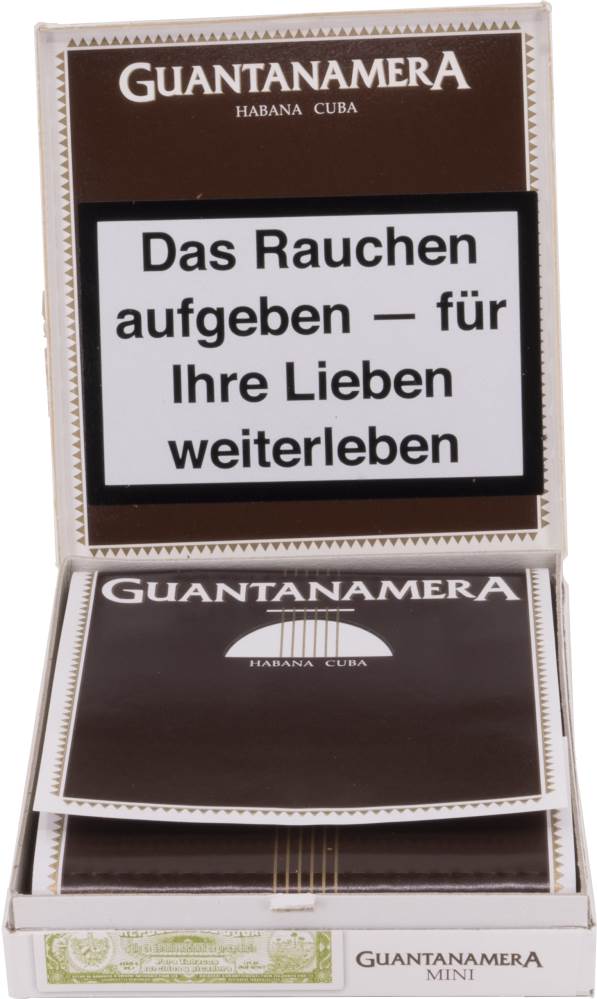 GUANTANAMERA
HABANA CUBA
Das Rauchen
aufgeben — für
Ihre Lieben
weiterleben
GUANTANAMERA
HABANA CUBA
GUANTANAMERA
MINI